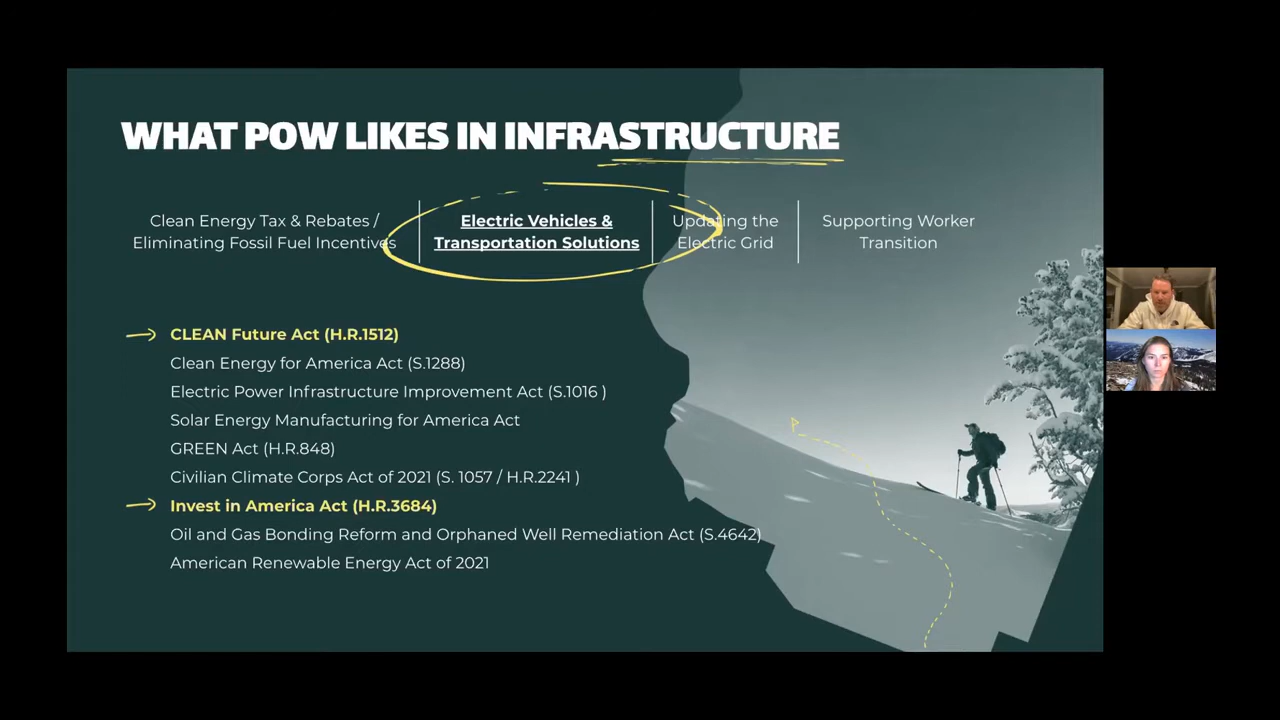 WHAT POW LIKES IN INFRASTRUCTURE
Clean Energy Tax & Rebates /
Eliminating Fossil Fuel Incentives
Electric Vehicles &
Transportation Solutions
Updating the
Electric Grid
Supporting Worker
Transition
CLEAN Future Act (H.R.1512)
Clean Energy for America Act (S.1288)
Electric Power Infrastructure Improvement Act (S.1016 )
Solar Energy Manufacturing for America Act
GREEN Act (H.R.848)
Civilian Climate Corps Act of 2021 (S. 1057 / H.R.2241 )
Invest in America Act (H.R.3684)
Oil and Gas Bonding Reform and Orphaned Well Remediation Act (S.4642)
American Renewable Energy Act of 2021